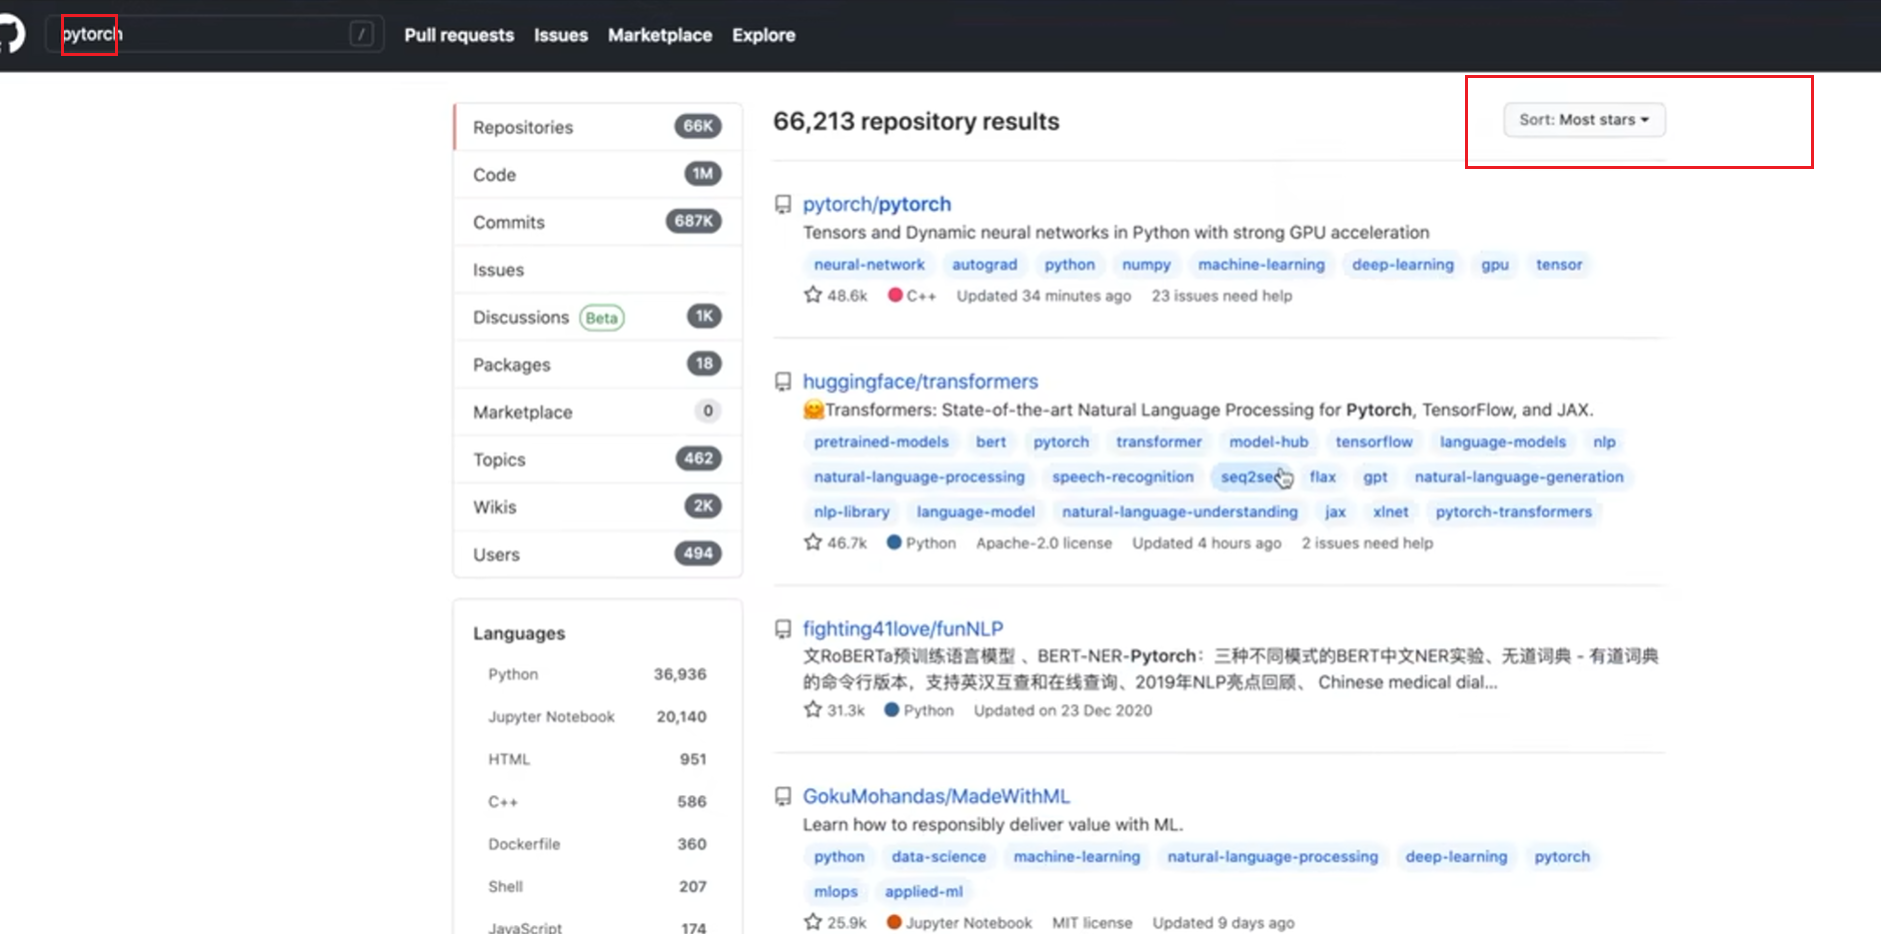 pytorch /
Pull requests Issues Marketplace Explore
Repositories 66K
Code 1M
Commits 687K
Issues
Discussions Beta 1K
Packages 18
Marketplace 0
Topics 462
Wikis 2K
Users 494
Languages
Python 36,936
Jupyter Notebook 20,140
HTML 951
C++ 586
Dockerfile 360
Shell 207
JavaScript 174
66,213 repository results
Sort: Most stars
pytorch/pytorch
Tensors and Dynamic neural networks in Python with strong GPU acceleration
neural-network autograd python numpy machine-learning deep-learning gpu tensor
48.6k C++ Updated 34 minutes ago 23 issues need help
huggingface/transformers
🤗Transformers: State-of-the-art Natural Language Processing for Pytorch, TensorFlow, and JAX.
pretrained-models bert pytorch transformer model-hub tensorflow language-models nlp
natural-language-processing speech-recognition seq2seq flax gpt natural-language-generation
nlp-library language-model natural-language-understanding jax xlnet pytorch-transformers
46.7k Python Apache-2.0 license Updated 4 hours ago 2 issues need help
fighting41love/funNLP
文RoBERTa预训练语言模型 、BERT-NER-Pytorch：三种不同模式的BERT中文NER实验、无道词典 - 有道词典
的命令行版本，支持英汉互查和在线查询、2019年NLP亮点回顾、 Chinese medical dial...
31.3k Python Updated on 23 Dec 2020
GokuMohandas/MadeWithML
Learn how to responsibly deliver value with ML.
python data-science machine-learning natural-language-processing deep-learning pytorch
mlops applied-ml
25.9k Jupyter Notebook MIT license Updated 9 days ago